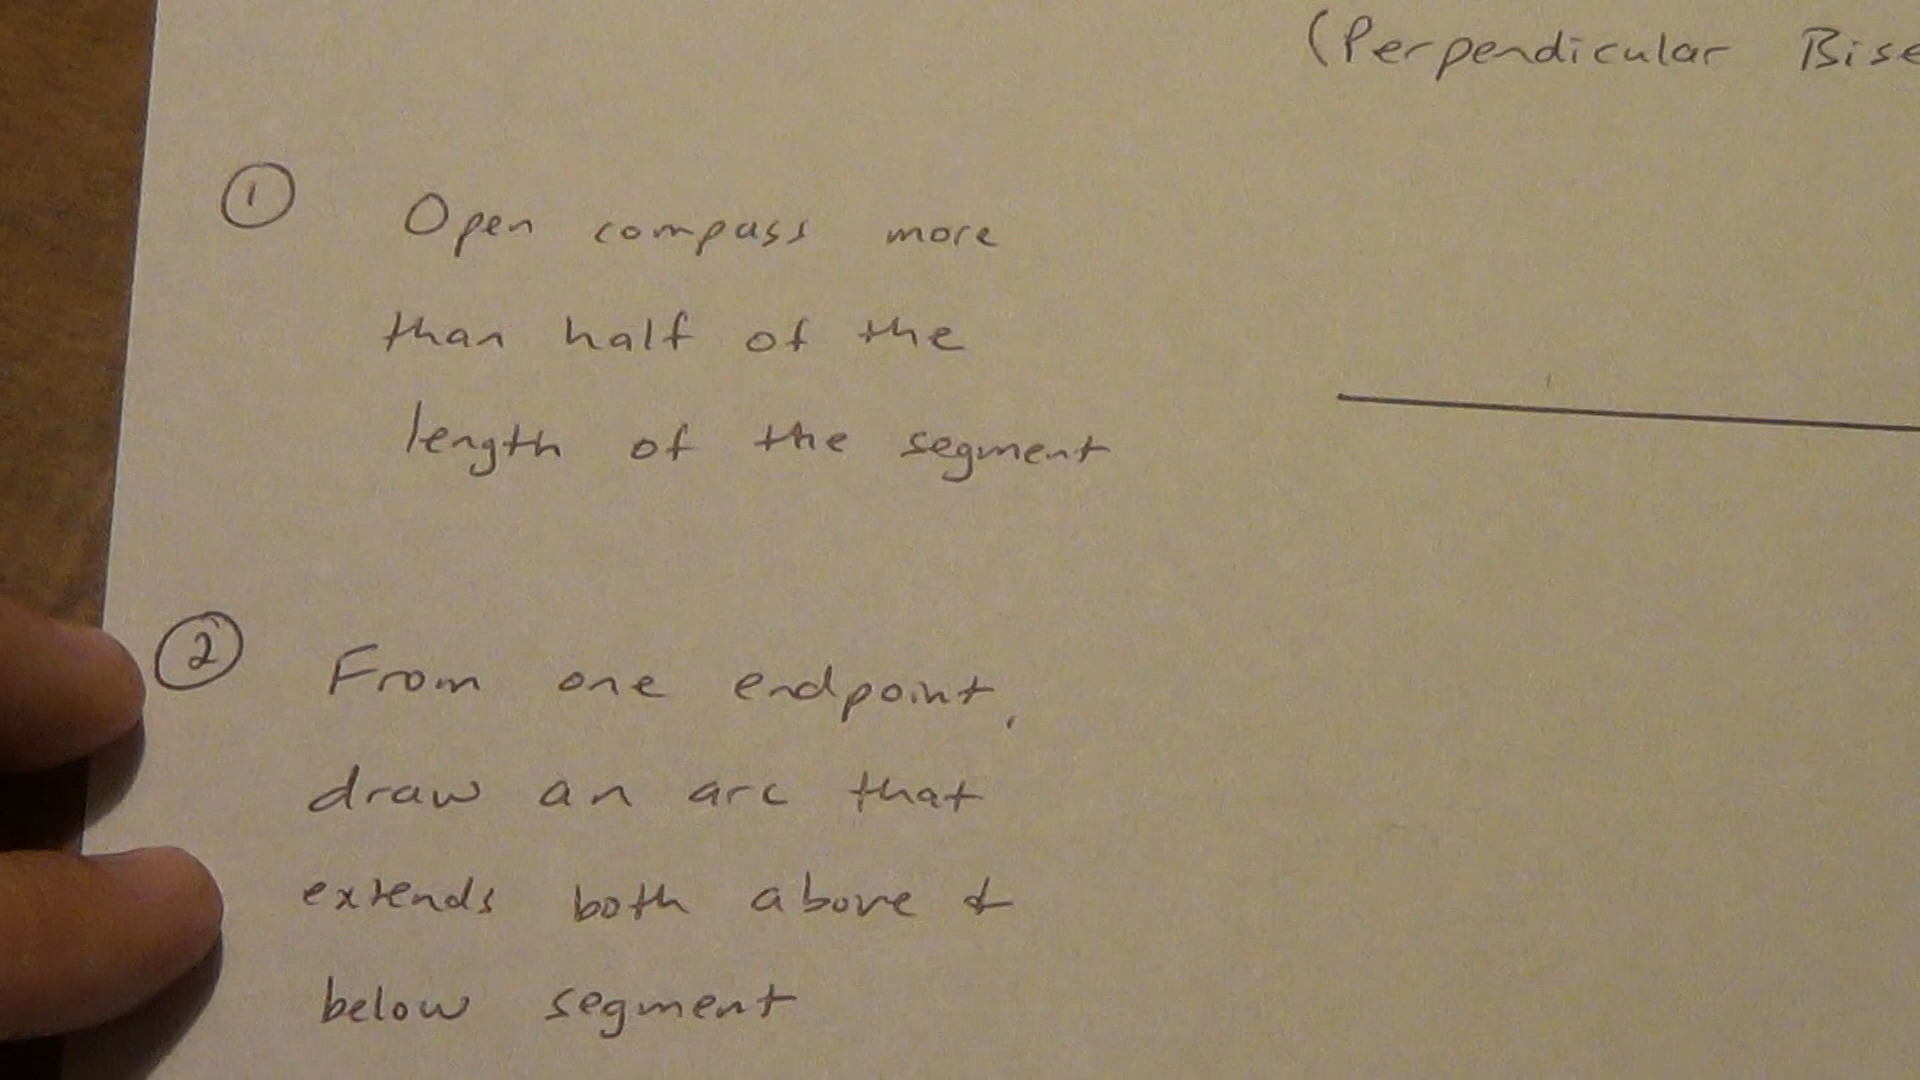 (Perpendicular
①
Open compass more
than half of the
length of the segment
②
From one endpoint,
draw an arc that
extends both above &
below segment